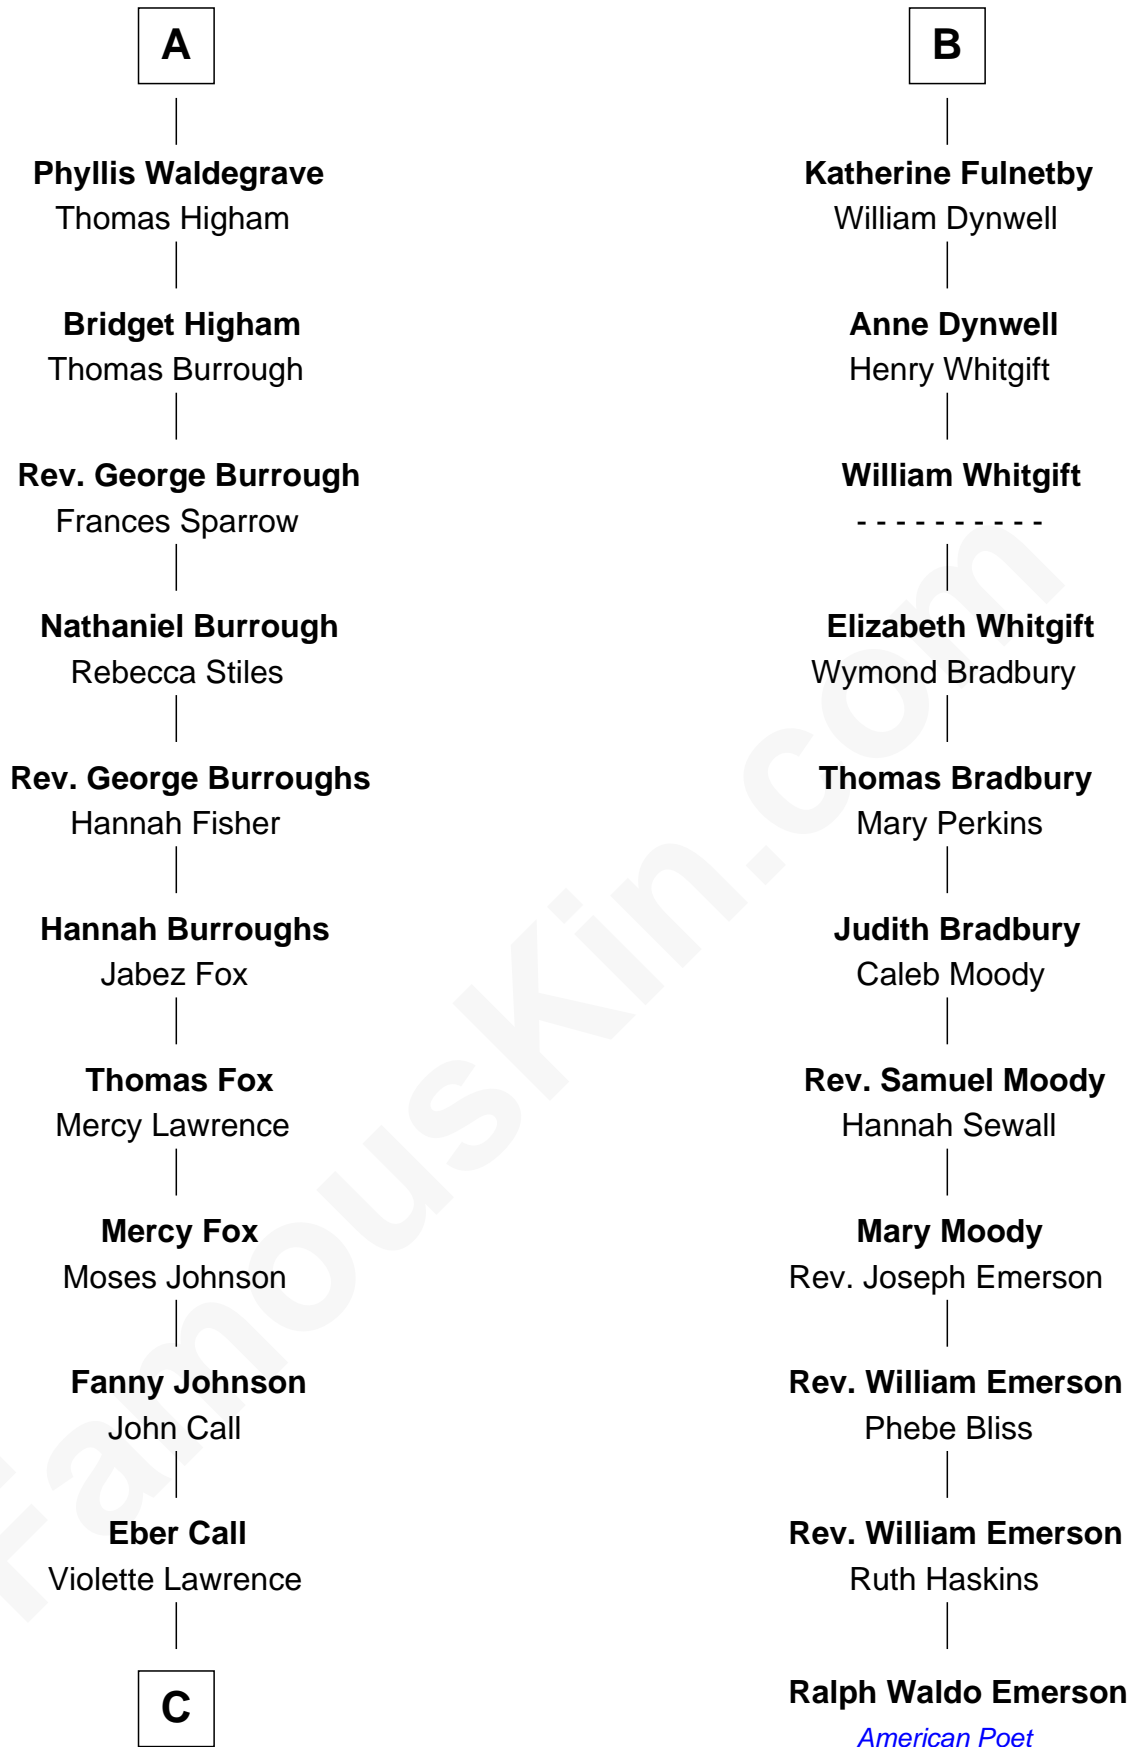 A
Phyllis Waldegrave
Thomas Higham
Bridget Higham
Thomas Burrough
Rev. George Burrough
Frances Sparrow
Nathaniel Burrough
Rebecca Stiles
Rev. George Burroughs
Hannah Fisher
Hannah Burroughs
Jabez Fox
Thomas Fox
Mercy Lawrence
Mercy Fox
Moses Johnson
Fanny Johnson
John Call
Eber Call
Violette Lawrence
C
B
Katherine Fulnetby
William Dynwell
Anne Dynwell
Henry Whitgift
William Whitgift
- - - - - - - - - -
Elizabeth Whitgift
Wymond Bradbury
Thomas Bradbury
Mary Perkins
Judith Bradbury
Caleb Moody
Rev. Samuel Moody
Hannah Sewall
Mary Moody
Rev. Joseph Emerson
Rev. William Emerson
Phebe Bliss
Rev. William Emerson
Ruth Haskins
Ralph Waldo Emerson
American Poet
FamousKin.com